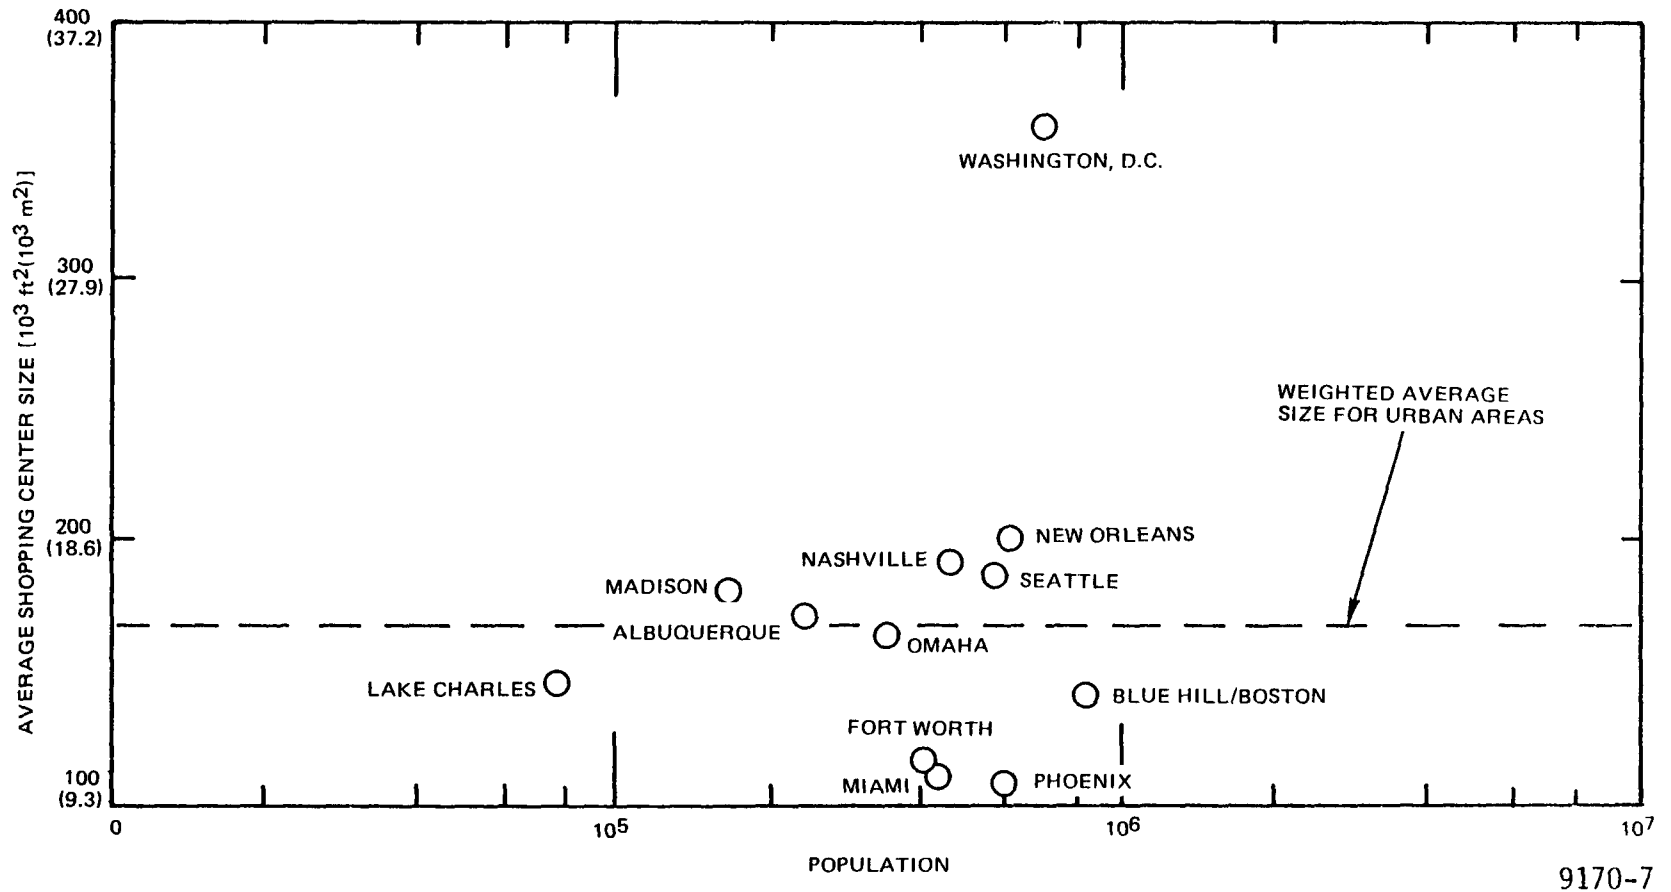 400
(37.2)
300
(27.9)
200
(18.6)
100
(9.3)
AVERAGE SHOPPING CENTER SIZE [10³ ft²(10³ m²)]
WASHINGTON, D.C.
WEIGHTED AVERAGE
SIZE FOR URBAN AREAS
NEW ORLEANS
NASHVILLE
SEATTLE
MADISON
ALBUQUERQUE
OMAHA
LAKE CHARLES
BLUE HILL/BOSTON
FORT WORTH
MIAMI
PHOENIX
0
10⁵
10⁶
10⁷
POPULATION
9170-7